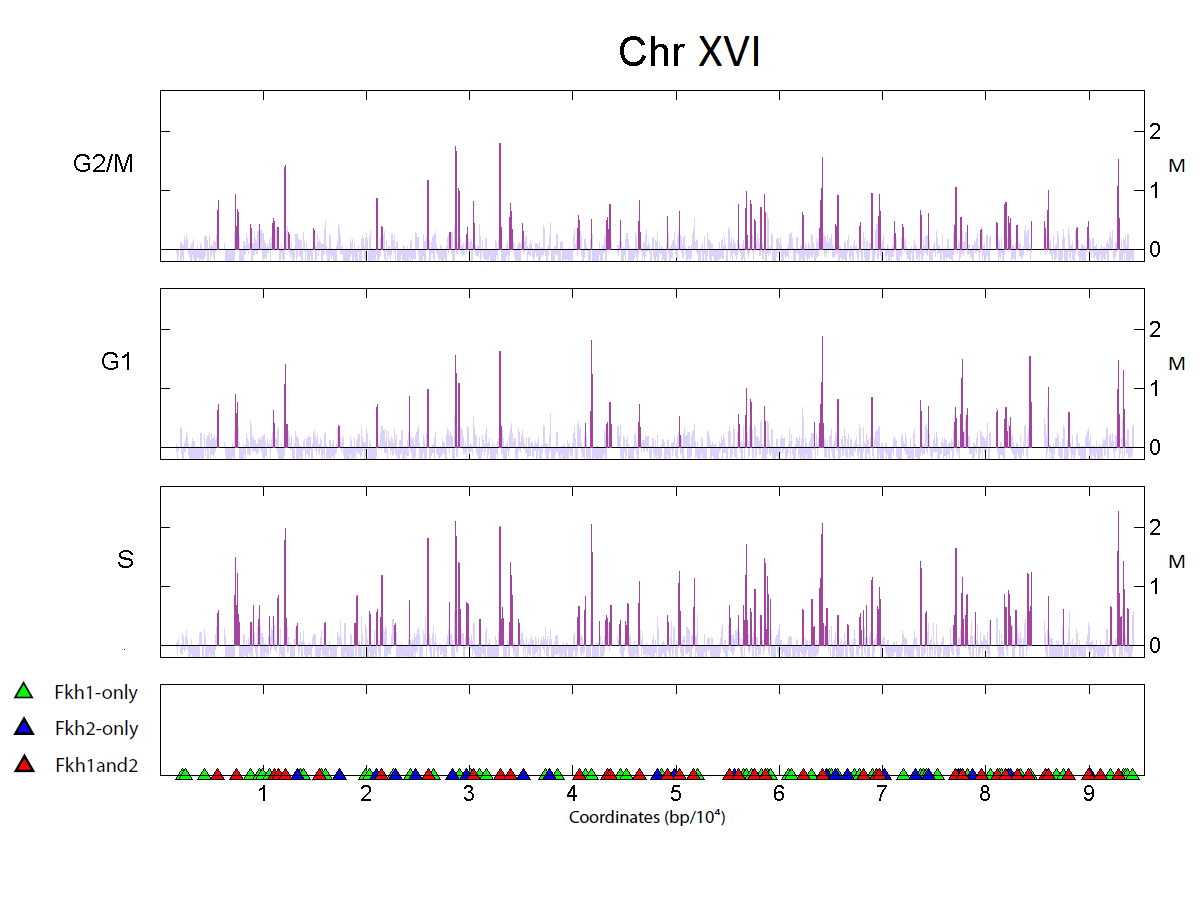 Chr XVI
G2/M
2
M
1
0
G1
2
M
1
0
S
2
M
1
0
Fkh1-only
Fkh2-only
Fkh1and2
1 2 3 4 5 6 7 8 9
Coordinates (bp/10⁴)